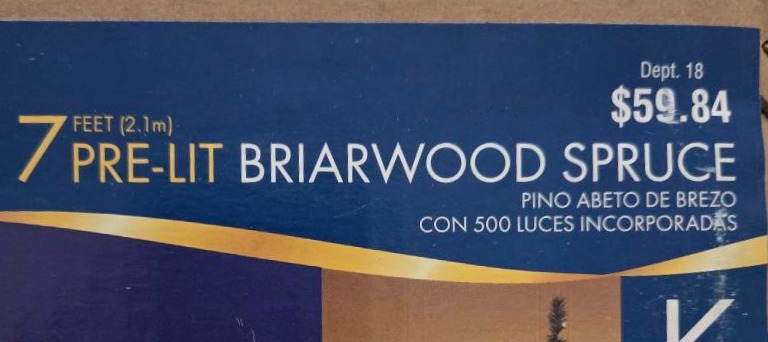 Dept. 18
$59.84
7 FEET (2.1m)
PRE-LIT BRIARWOOD SPRUCE
PINO ABETO DE BREZO
CON 500 LUCES INCORPORADAS